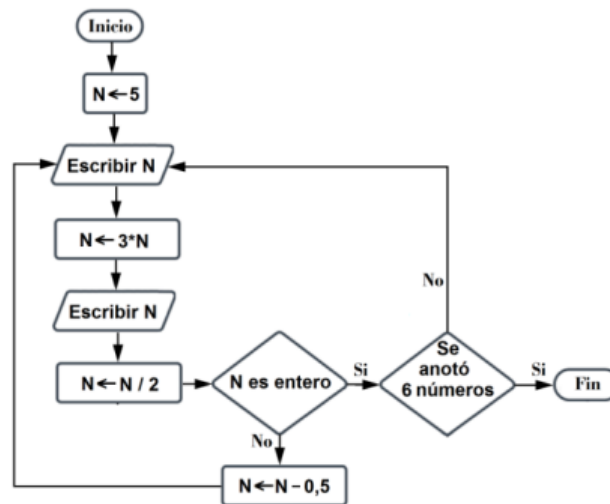 Inicio
N←5
Escribir N
N←3*N
Escribir N
N←N / 2
N es entero
Si
No
N←N – 0,5
Se
anotó
6 números
No
Si
Fin